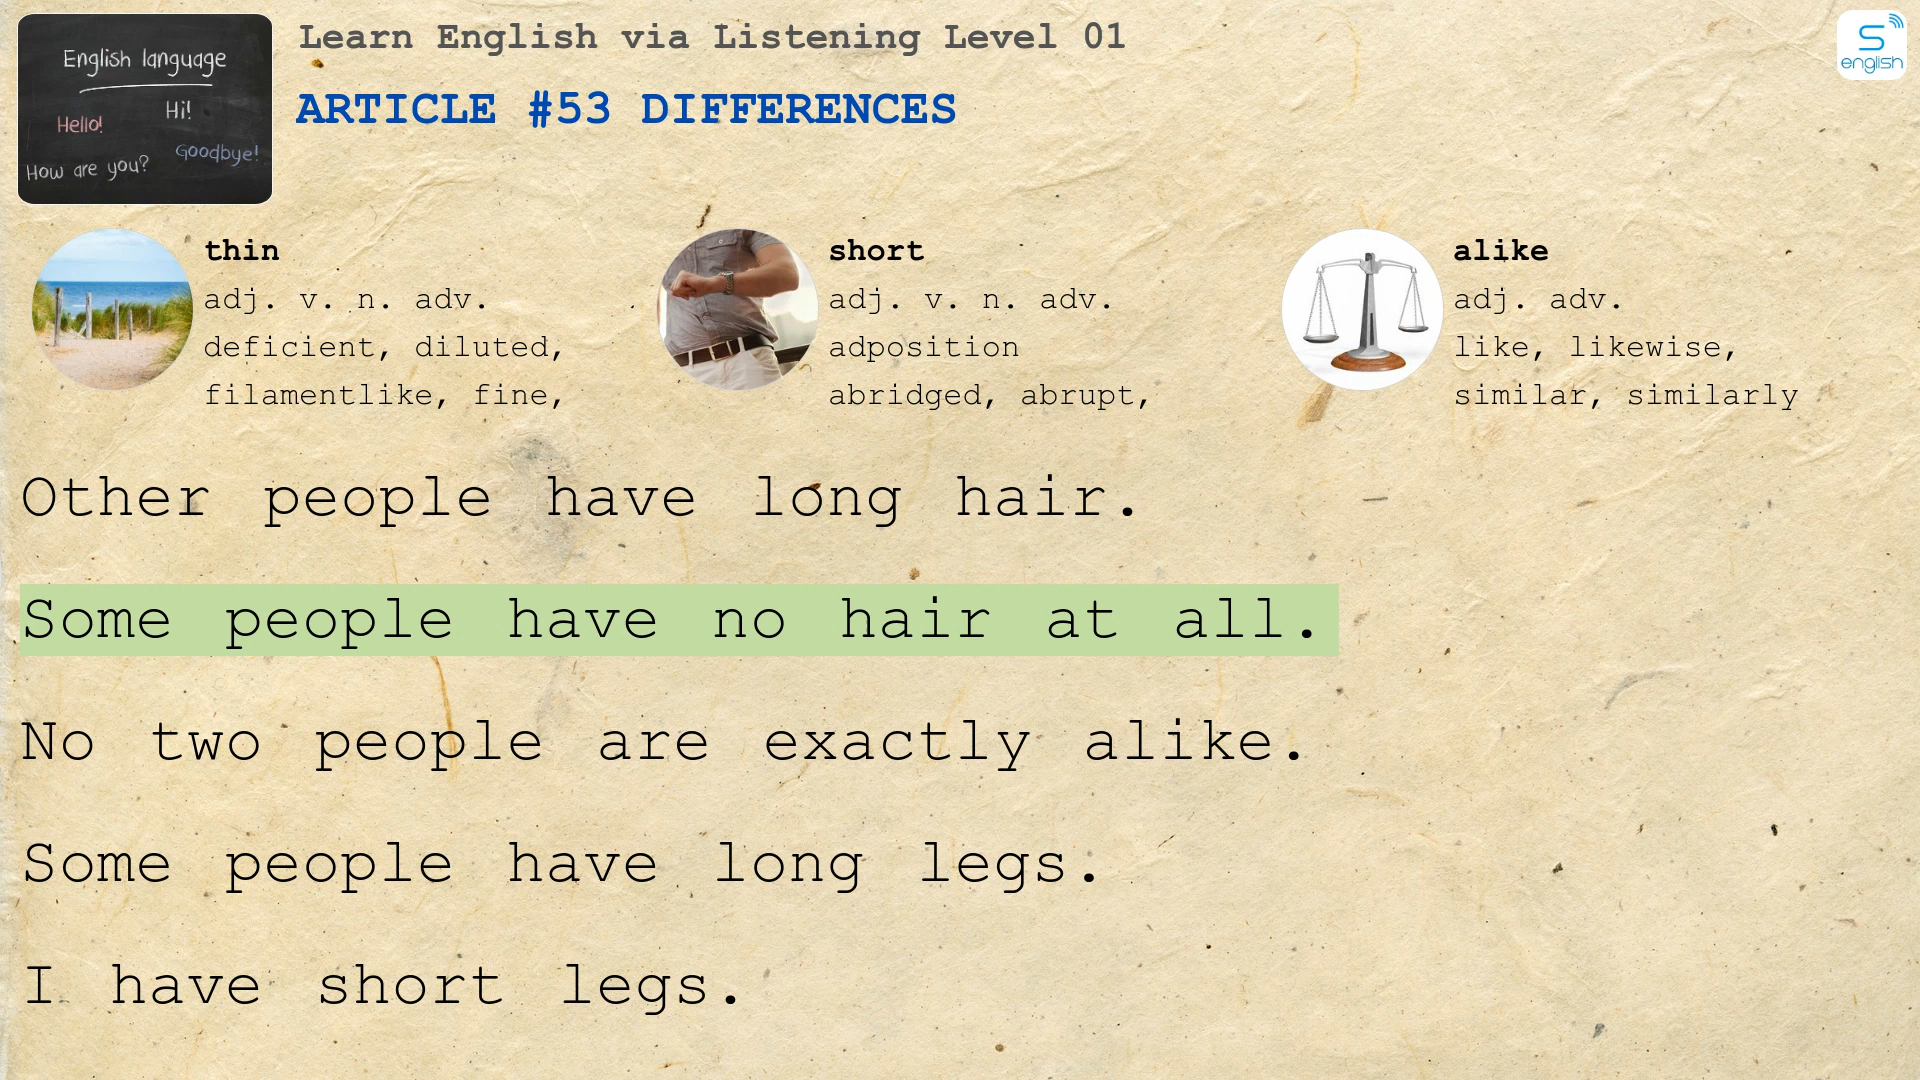 English language
Hello!
Hi!
How are you?
Goodbye!
Learn English via Listening Level 01
ARTICLE #53 DIFFERENCES
S
english
thin
adj. v. n. adv.
deficient, diluted,
filamentlike, fine,
short
adj. v. n. adv.
adposition
abridged, abrupt,
alike
adj. adv.
like, likewise,
similar, similarly
Other people have long hair.
Some people have no hair at all.
No two people are exactly alike.
Some people have long legs.
I have short legs.